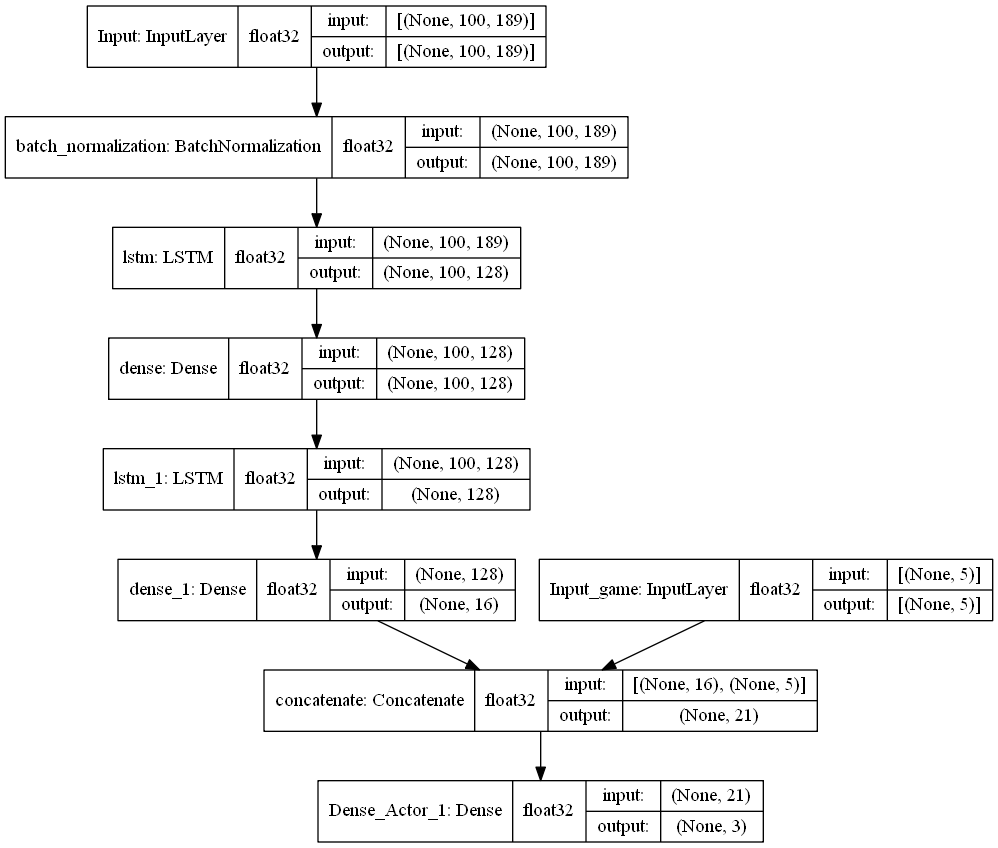 Input: InputLayer float32 input: [(None, 100, 189)]
output: [(None, 100, 189)]
batch_normalization: BatchNormalization float32 input: (None, 100, 189)
output: (None, 100, 189)
lstm: LSTM float32 input: (None, 100, 189)
output: (None, 100, 128)
dense: Dense float32 input: (None, 100, 128)
output: (None, 100, 128)
lstm_1: LSTM float32 input: (None, 100, 128)
output: (None, 128)
dense_1: Dense float32 input: (None, 128)
output: (None, 16)
Input_game: InputLayer float32 input: [(None, 5)]
output: [(None, 5)]
concatenate: Concatenate float32 input: [(None, 16), (None, 5)]
output: (None, 21)
Dense_Actor_1: Dense float32 input: (None, 21)
output: (None, 3)